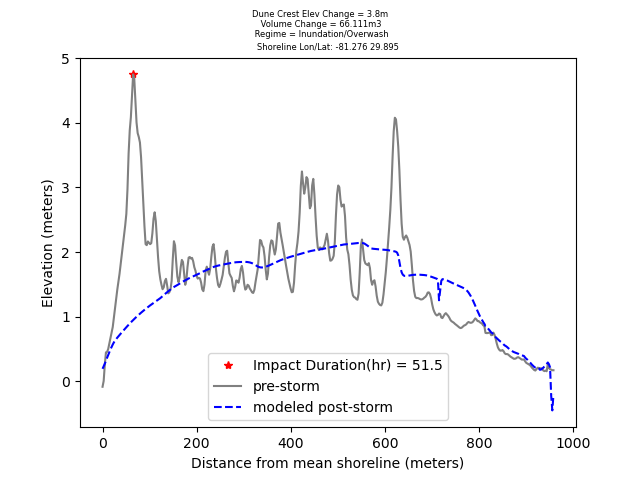 Dune Crest Elev Change = 3.8m
Volume Change = 66.111m3
Regime = Inundation/Overwash
Shoreline Lon/Lat: -81.276 29.895
5
4
3
2
1
0
Elevation (meters)
Impact Duration(hr) = 51.5
pre-storm
modeled post-storm
0 200 400 600 800 1000
Distance from mean shoreline (meters)